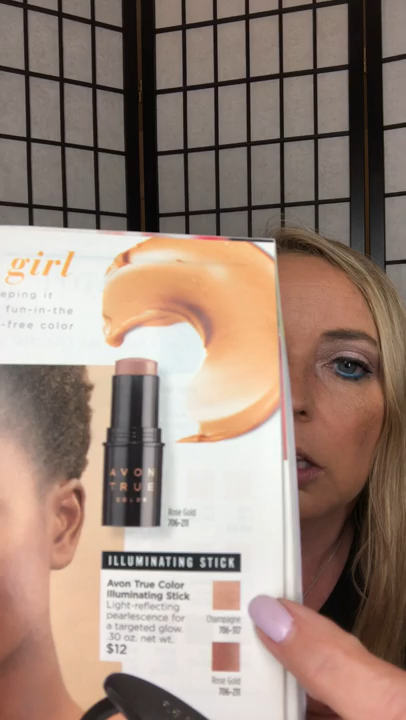 girl
eping it
fun-in-the
-free color
AVON
TRUE
COLOR
Rose Gold
706-211
ILLUMINATING STICK
Avon True Color
Illuminating Stick
Light-reflecting
pearlescence for
a targeted glow.
.30 oz. net wt.
$12
Champagne
706-317
Rose Gold
706-211